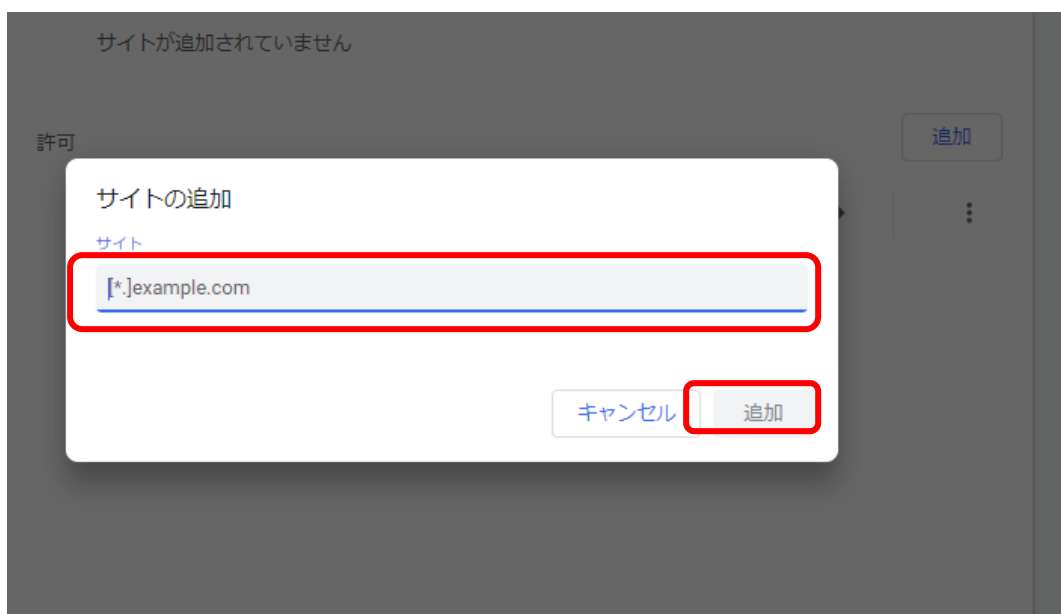 サイトが追加されていません
許可
追加
サイトの追加
サイト
[*.]example.com
キャンセル
追加